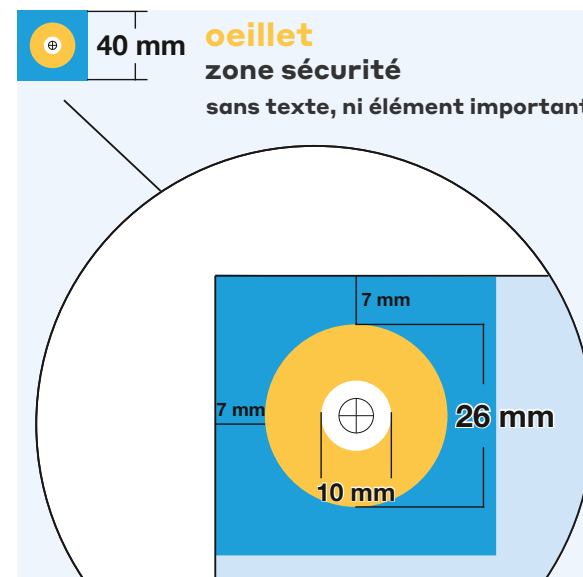 40 mm
oeillet
zone sécurité
sans texte, ni élément important
7 mm
7 mm
26 mm
10 mm